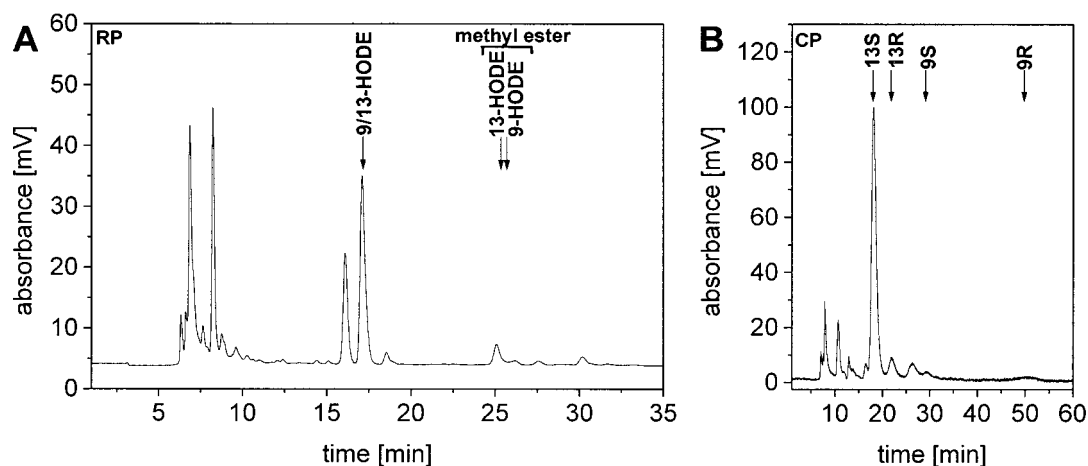 A
RP
methyl ester
9/13-HODE
13-HODE
9-HODE
absorbance [mV]
60
50
40
30
20
10
0
5
10
15
20
25
30
35
time [min]
B
CP
13S
13R
9S
9R
absorbance [mV]
120
100
80
60
40
20
0
10
20
30
40
50
60
time [min]